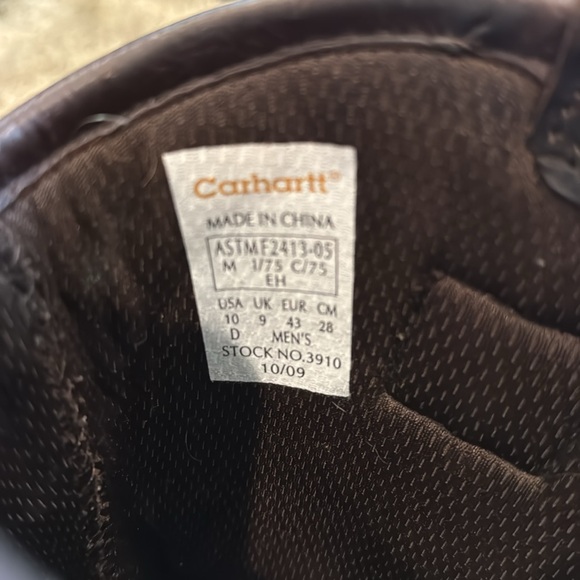 Carhartt®
MADE IN CHINA
ASTMF2413-05
M 1/75 C/75
EH
USA UK EUR CM
10 9 43 28
D MEN'S
STOCK NO.3910
10/09